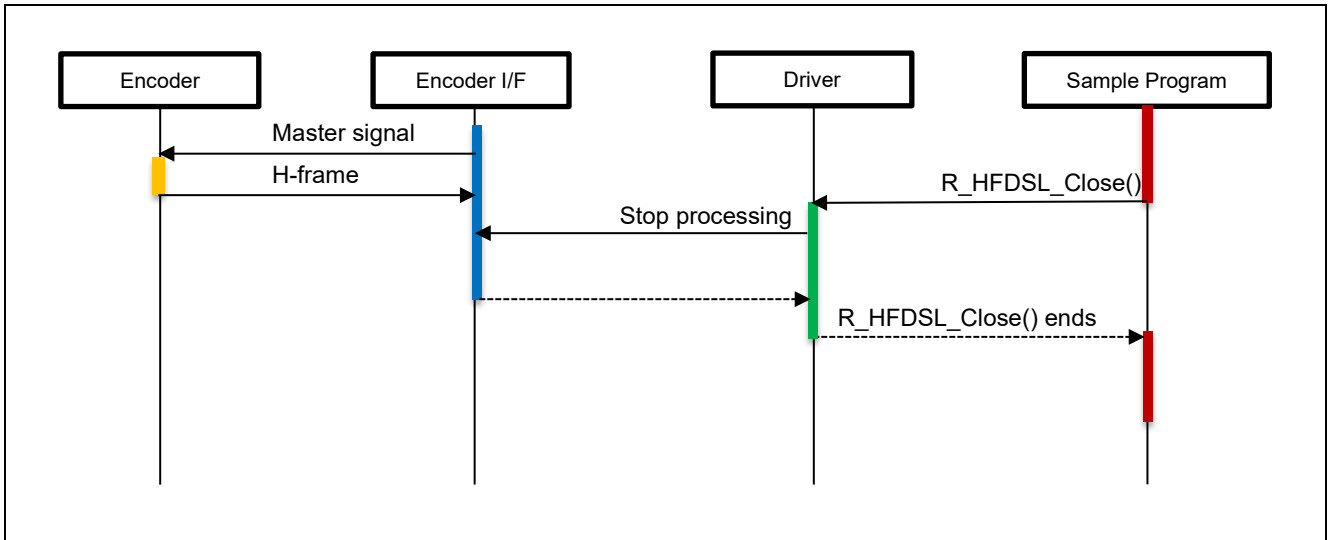 Encoder
Encoder I/F
Driver
Sample Program
Master signal
H-frame
R_HFDSL_Close()
Stop processing
R_HFDSL_Close() ends